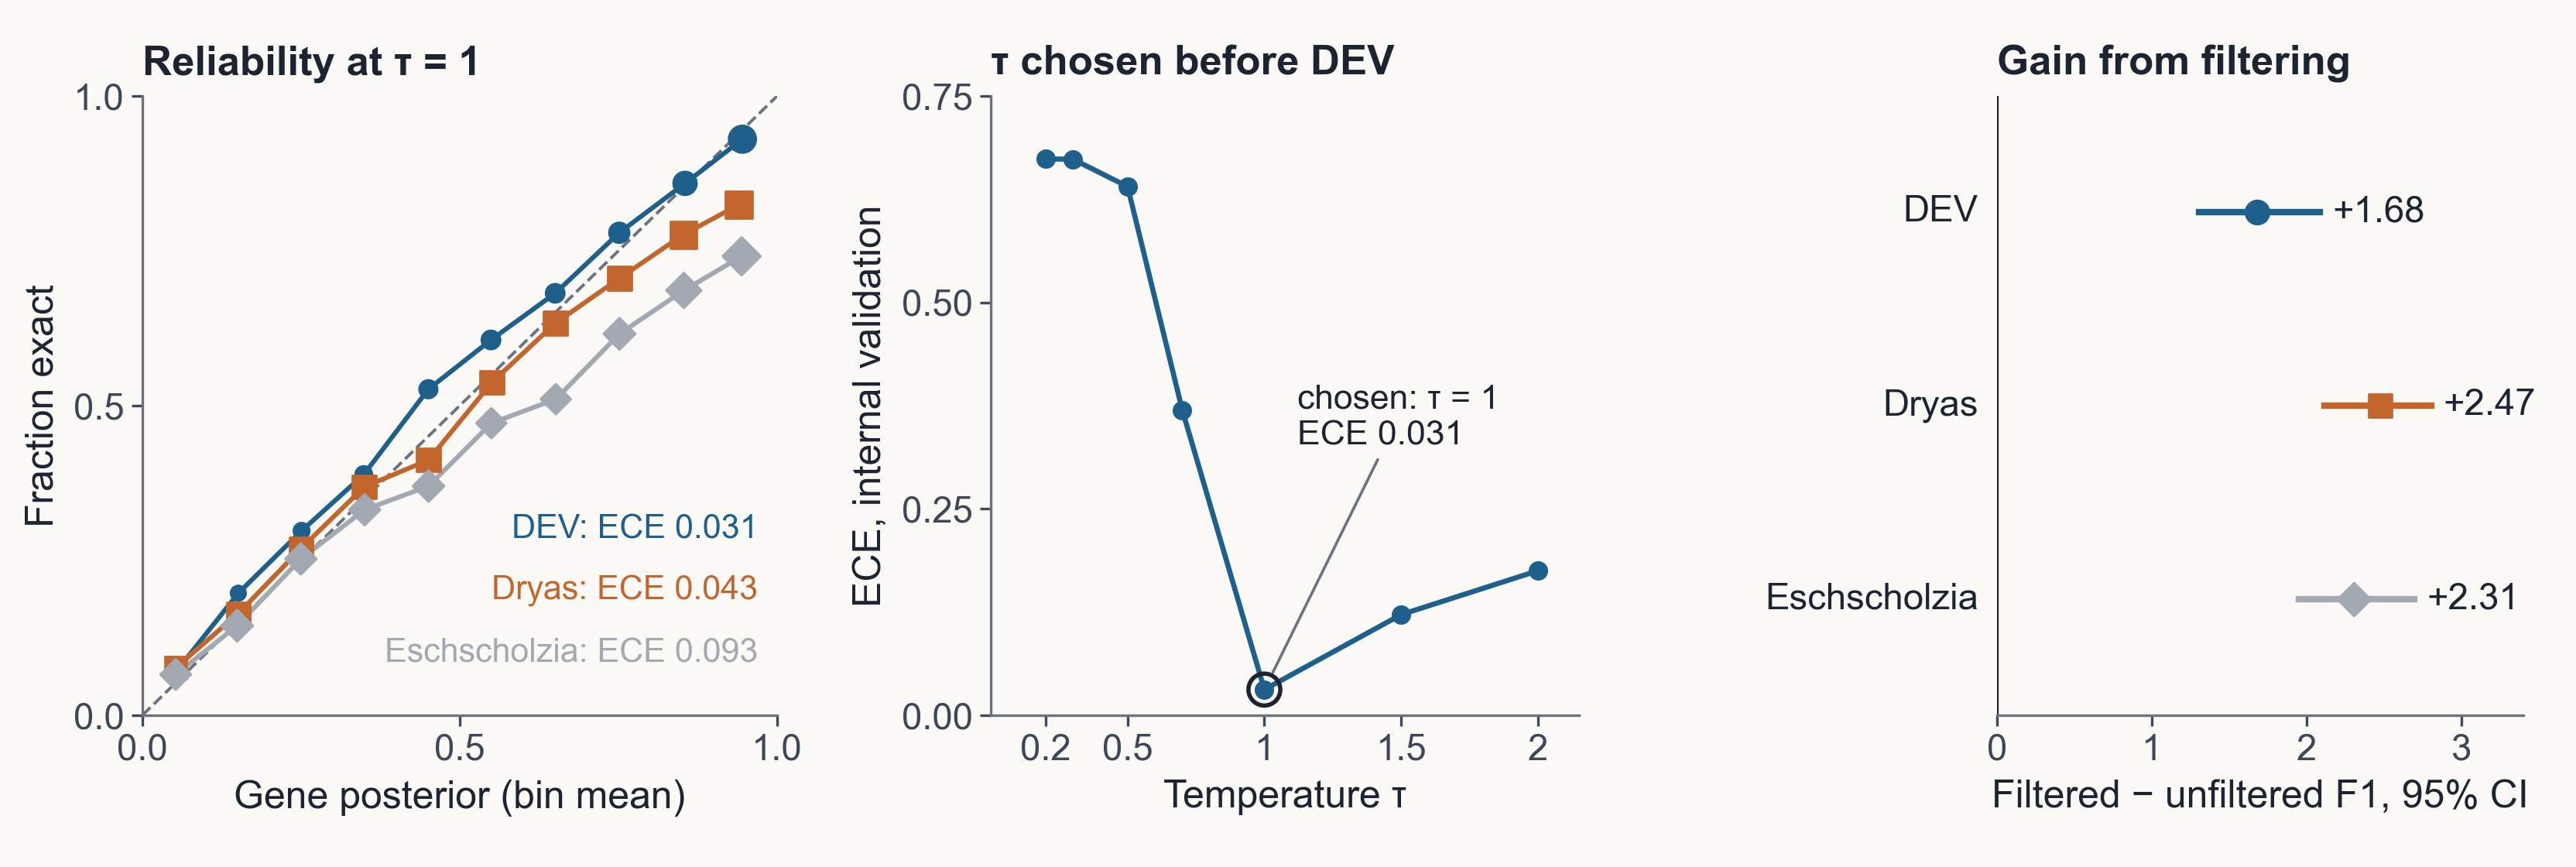 Reliability at τ = 1
1.0
0.5
0.0
0.0
0.5
1.0
Fraction exact
Gene posterior (bin mean)
DEV: ECE 0.031
Dryas: ECE 0.043
Eschscholzia: ECE 0.093
τ chosen before DEV
0.75
0.50
0.25
0.00
0.2
0.5
1
1.5
2
ECE, internal validation
Temperature τ
chosen: τ = 1
ECE 0.031
Gain from filtering
DEV
+1.68
Dryas
+2.47
Eschscholzia
+2.31
0
1
2
3
Filtered − unfiltered F1, 95% CI